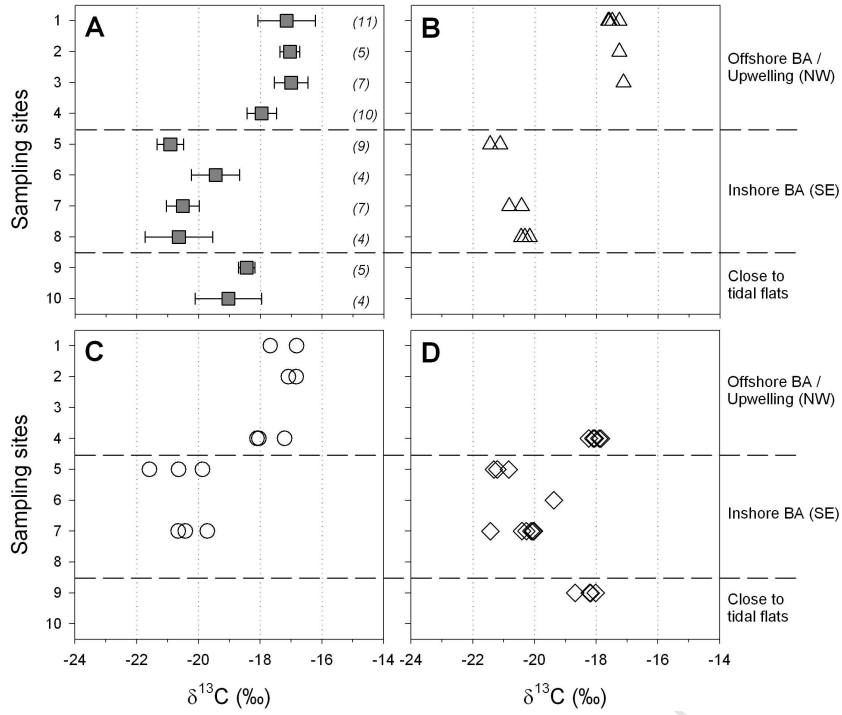 A
B
Sampling sites
1
2
3
4
5
6
7
8
9
10
(11)
(5)
(7)
(10)
(9)
(4)
(7)
(4)
(5)
(4)
Offshore BA /
Upwelling (NW)
Inshore BA (SE)
Close to
tidal flats
C
D
Sampling sites
1
2
3
4
5
6
7
8
9
10
Offshore BA /
Upwelling (NW)
Inshore BA (SE)
Close to
tidal flats
-24 -22 -20 -18 -16 -14
-24 -22 -20 -18 -16 -14
δ¹³C (‰)
δ¹³C (‰)